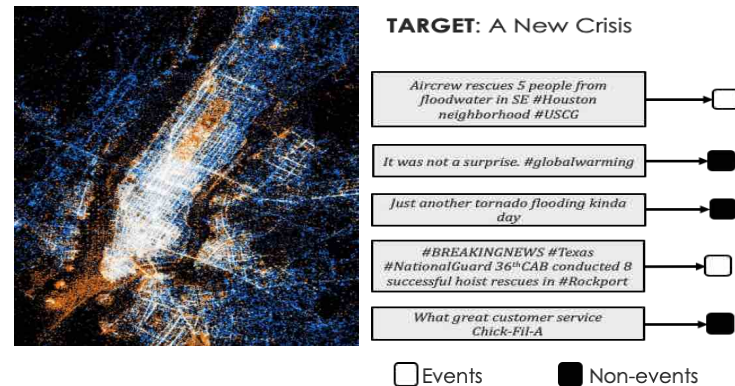 TARGET: A New Crisis
Aircrew rescues 5 people from
floodwater in SE #Houston
neighborhood #USCG
It was not a surprise. #globalwarming
Just another tornado flooding kinda
day
#BREAKINGNEWS #Texas
#NationalGuard 36thCAB conducted 8
successful hoist rescues in #Rockport
What great customer service
Chick-Fil-A
Events
Non-events